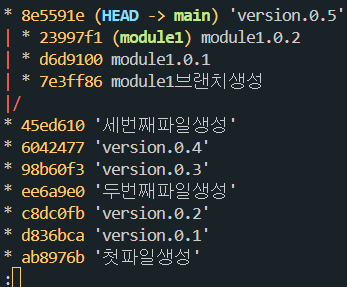 * 8e5591e (HEAD -> main) 'version.0.5'
| * 23997f1 (module1) module1.0.2
| * d6d9100 module1.0.1
| * 7e3ff86 module1브랜치생성
|/
* 45ed610 '세번째파일생성'
* 6042477 'version.0.4'
* 98b60f3 'version.0.3'
* ee6a9e0 '두번째파일생성'
* c8dc0fb 'version.0.2'
* d836bca 'version.0.1'
* ab8976b '첫파일생성'
: